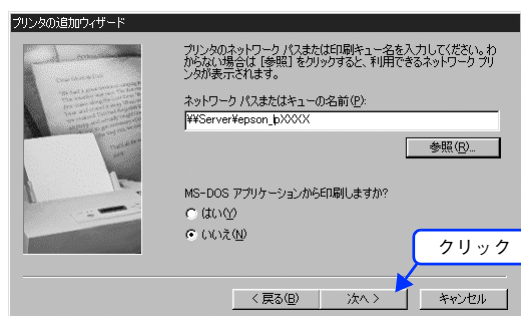 プリンタの追加ウィザード
プリンタのネットワーク パスまたは印刷キュー名を入力してください。わ
からない場合は [参照] をクリックすると、利用できるネットワーク プリ
ンタが表示されます。
ネットワーク パスまたはキューの名前(P):
¥¥Server¥epson_lpXXXX
参照(R)...
MS-DOS アプリケーションから印刷しますか?
はい(Y)
いいえ(N)
クリック
< 戻る(B)
次へ >
キャンセル